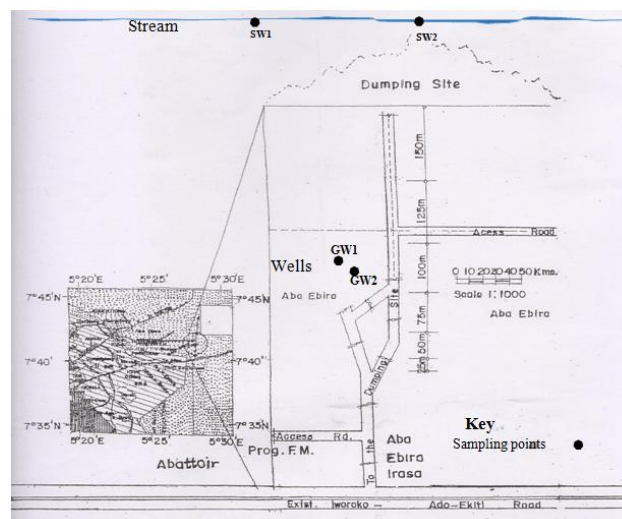 Stream
SW1
SW2
Dumping Site
150m
125m
Acess Road
GW1
Wells
GW2
100m
0 10 20 30 40 50 Kms.
Scale 1:1000
Aba Ebira
Aba Ebira
Site
75m
50m
25m
Dumping
To the
5°20'E 5°25' 5°30'E
7°45'N 7°45'N
7°40' 7°40'
7°35'N 7°35'N
5°20'E 5°25' 5°30'E
Key
Sampling points
Access Rd.
Prog. F.M.
Abattoir
Aba
Ebira
Irasa
Exist. Iworoko Ado-Ekiti Road